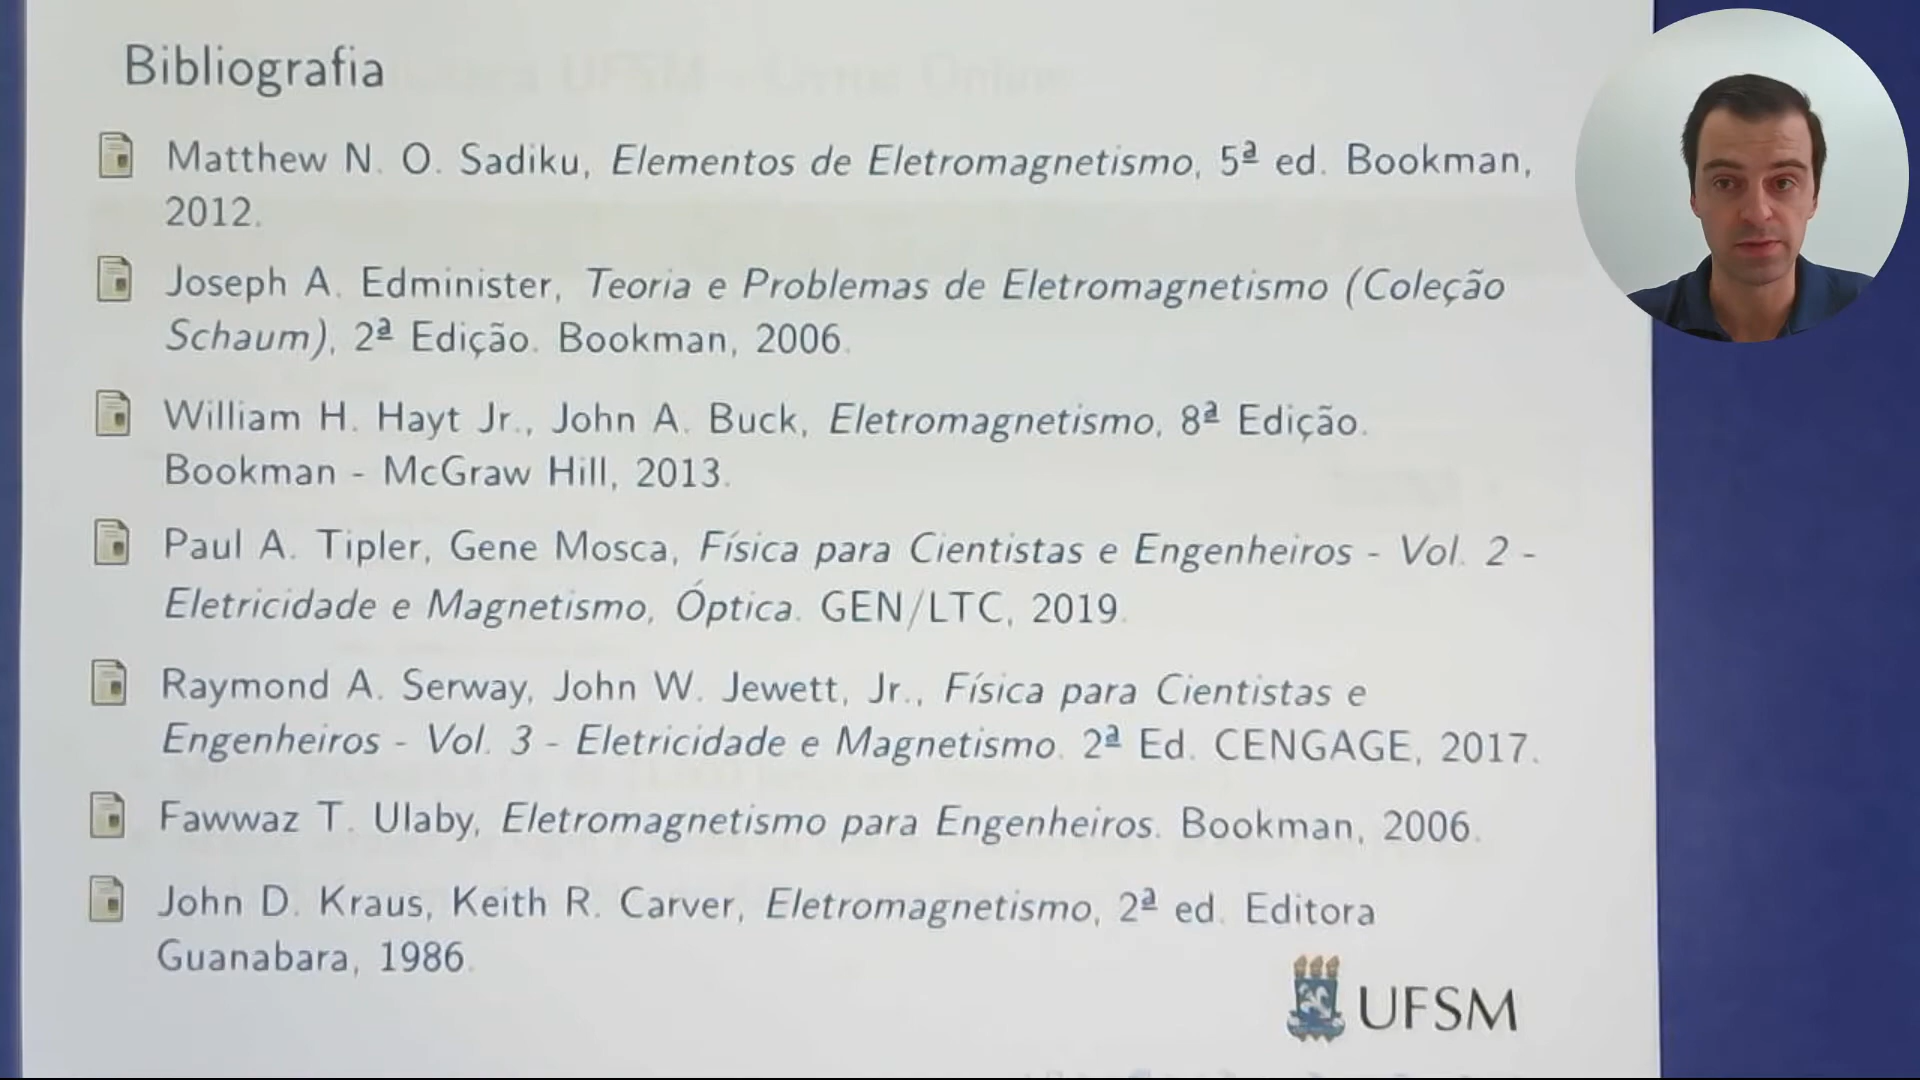 Bibliografia
Matthew N. O. Sadiku, Elementos de Eletromagnetismo, 5ª ed. Bookman,
2012.
Joseph A. Edminister, Teoria e Problemas de Eletromagnetismo (Coleção
Schaum), 2ª Edição. Bookman, 2006.
William H. Hayt Jr., John A. Buck, Eletromagnetismo, 8ª Edição.
Bookman - McGraw Hill, 2013.
Paul A. Tipler, Gene Mosca, Física para Cientistas e Engenheiros - Vol. 2 -
Eletricidade e Magnetismo, Óptica. GEN/LTC, 2019.
Raymond A. Serway, John W. Jewett, Jr., Física para Cientistas e
Engenheiros - Vol. 3 - Eletricidade e Magnetismo. 2ª Ed. CENGAGE, 2017.
Fawwaz T. Ulaby, Eletromagnetismo para Engenheiros. Bookman, 2006.
John D. Kraus, Keith R. Carver, Eletromagnetismo, 2ª ed. Editora
Guanabara, 1986.
UFSM